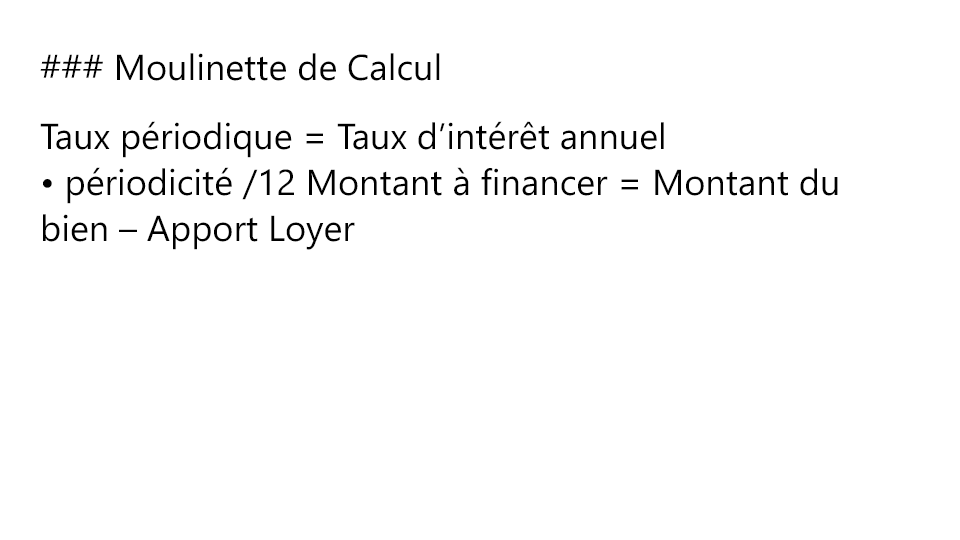 ### Moulinette de Calcul
Taux périodique = Taux d’intérêt annuel
• périodicité /12 Montant à financer = Montant du
bien – Apport Loyer